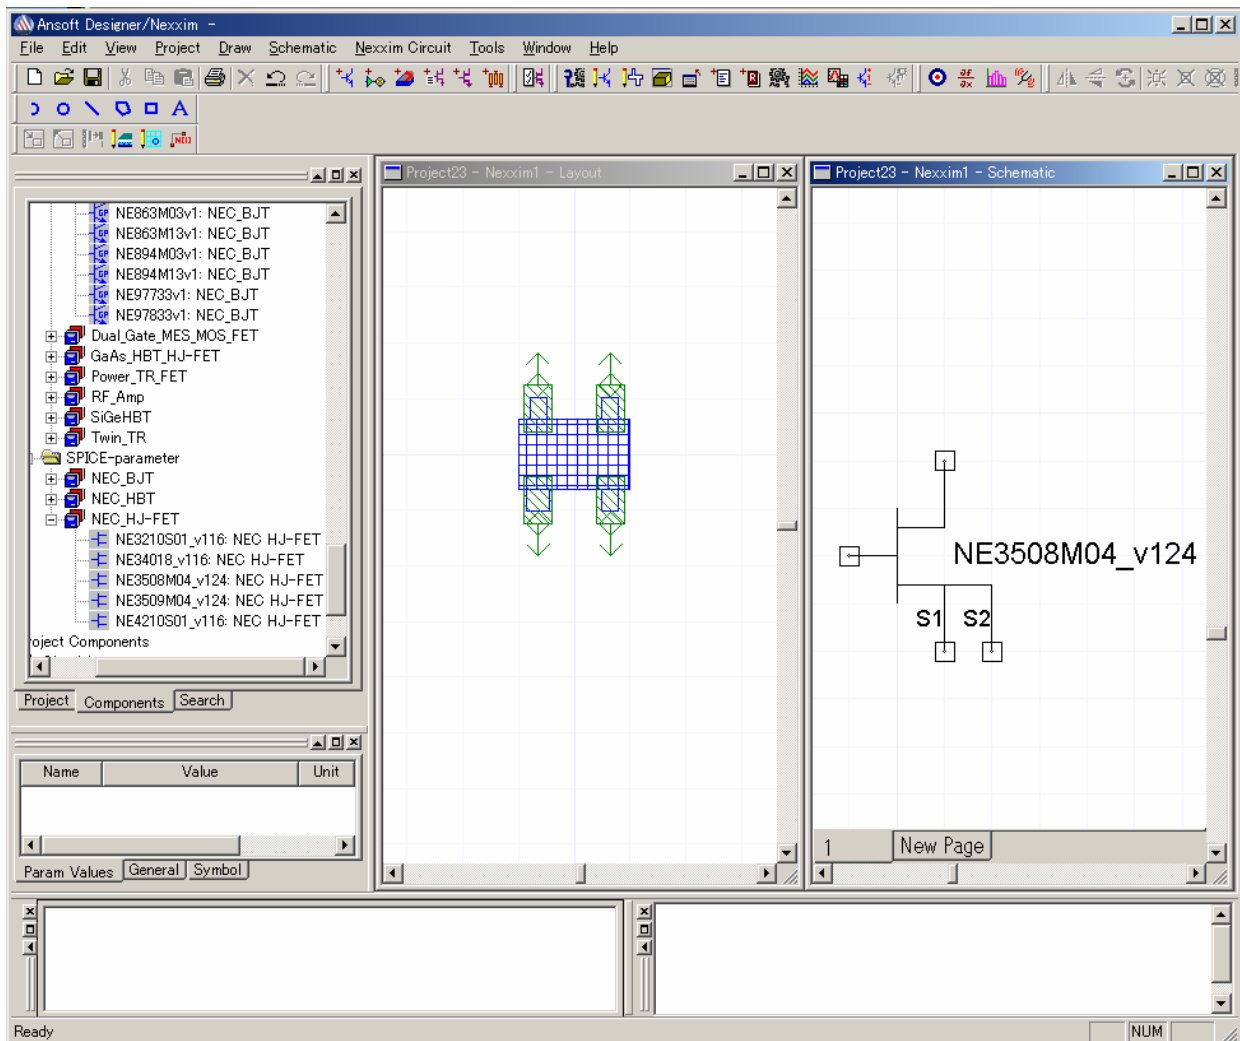 Ansoft Designer/Nexxim -
File Edit View Project Draw Schematic Nexxim Circuit Tools Window Help
NE863M03v1: NEC_BJT
NE863M13v1: NEC_BJT
NE894M03v1: NEC_BJT
NE894M13v1: NEC_BJT
NE97733v1: NEC_BJT
NE97833v1: NEC_BJT
Dual_Gate_MES_MOS_FET
GaAs_HBT_HJ-FET
Power_TR_FET
RF_Amp
SiGeHBT
Twin_TR
SPICE-parameter
NEC_BJT
NEC_HBT
NEC_HJ-FET
NE3210S01_v116: NEC HJ-FET
NE34018_v116: NEC HJ-FET
NE3508M04_v124: NEC HJ-FET
NE3509M04_v124: NEC HJ-FET
NE4210S01_v116: NEC HJ-FET
roject Components
Project Components Search
Name Value Unit
Param Values General Symbol
Project23 - Nexxim1 - Layout
Project23 - Nexxim1 - Schematic
NE3508M04_v124
S1 S2
1 New Page
Ready
NUM